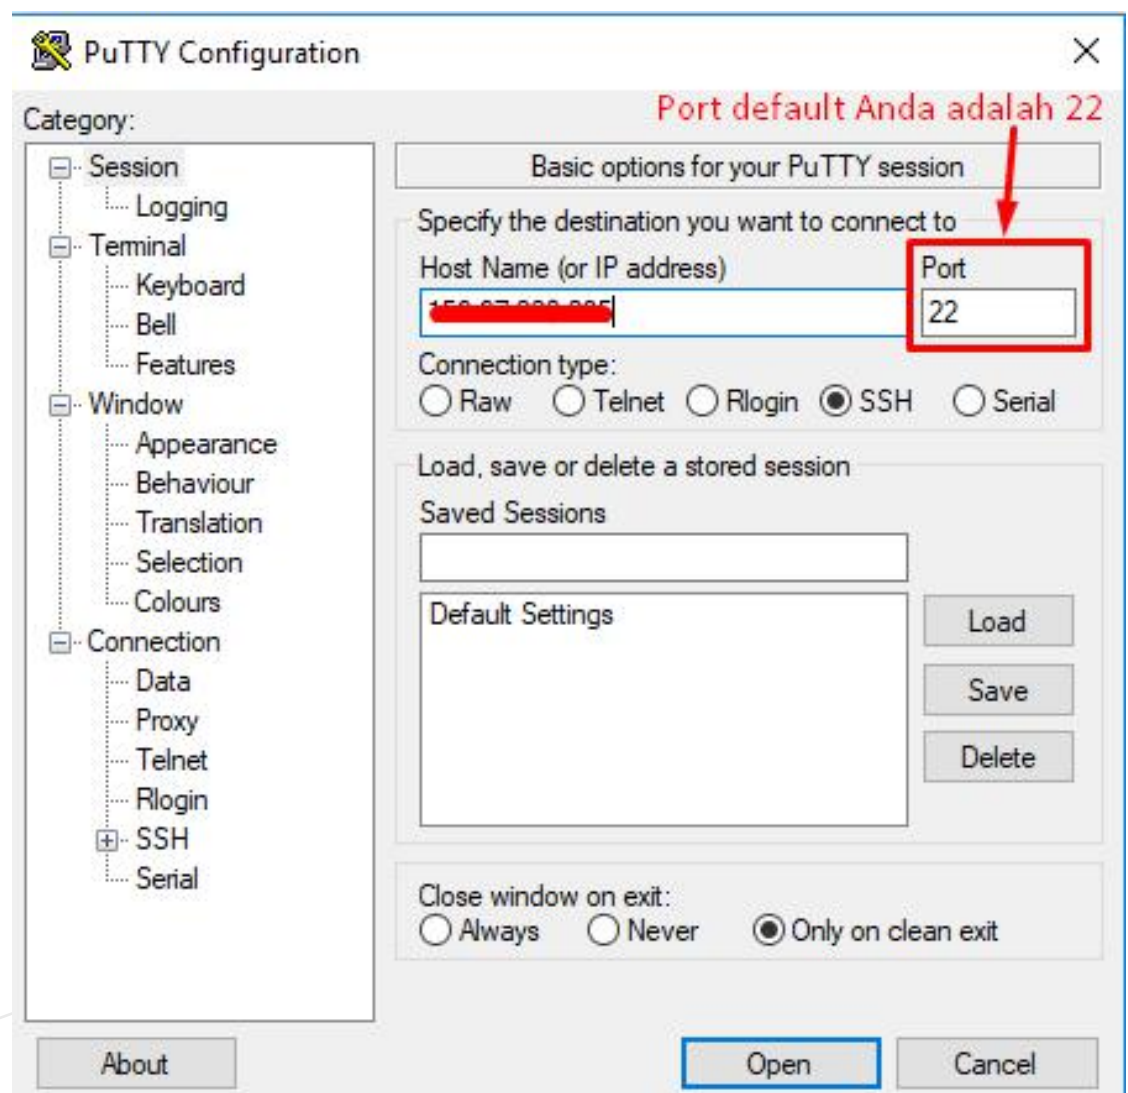 PuTTY Configuration
Port default Anda adalah 22
Category:
Session
Logging
Terminal
Keyboard
Bell
Features
Window
Appearance
Behaviour
Translation
Selection
Colours
Connection
Data
Proxy
Telnet
Rlogin
SSH
Serial
Basic options for your PuTTY session
Specify the destination you want to connect to
Host Name (or IP address) Port
22
Connection type:
Raw Telnet Rlogin SSH Serial
Load, save or delete a stored session
Saved Sessions
Default Settings
Load
Save
Delete
Close window on exit:
Always Never Only on clean exit
About Open Cancel